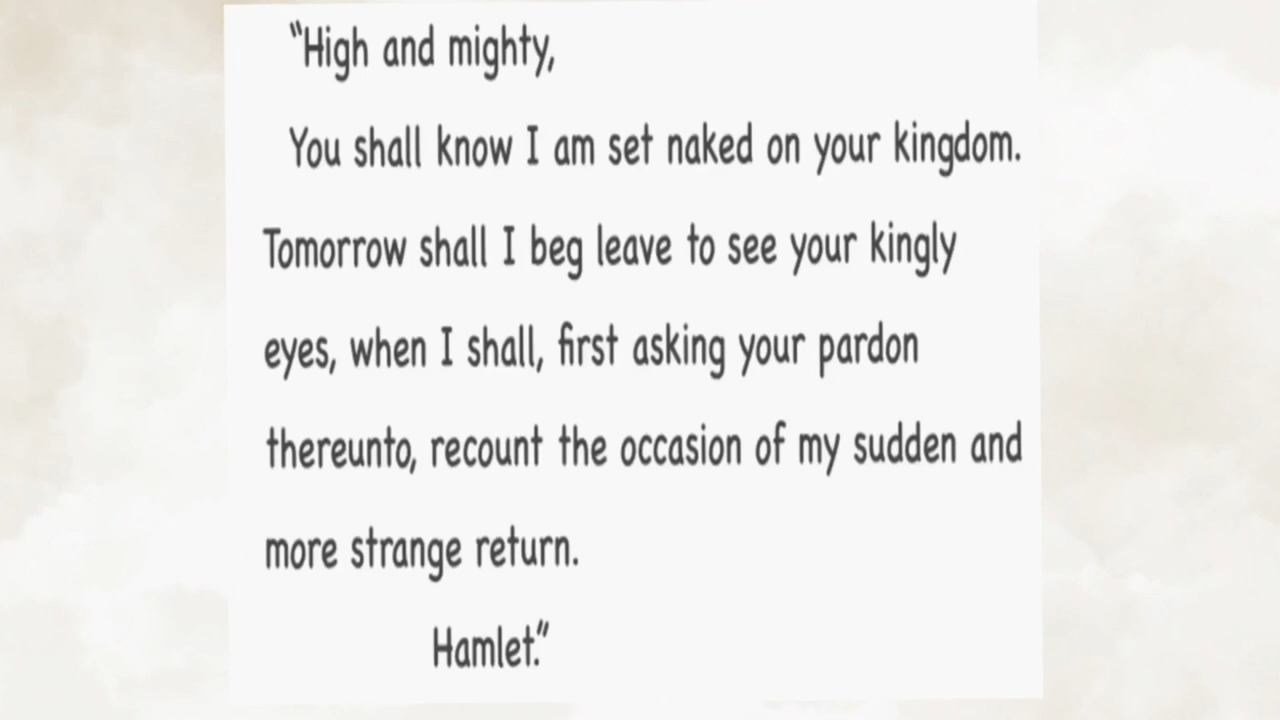 “High and mighty,
You shall know I am set naked on your kingdom.
Tomorrow shall I beg leave to see your kingly
eyes, when I shall, first asking your pardon
thereunto, recount the occasion of my sudden and
more strange return.
Hamlet.”